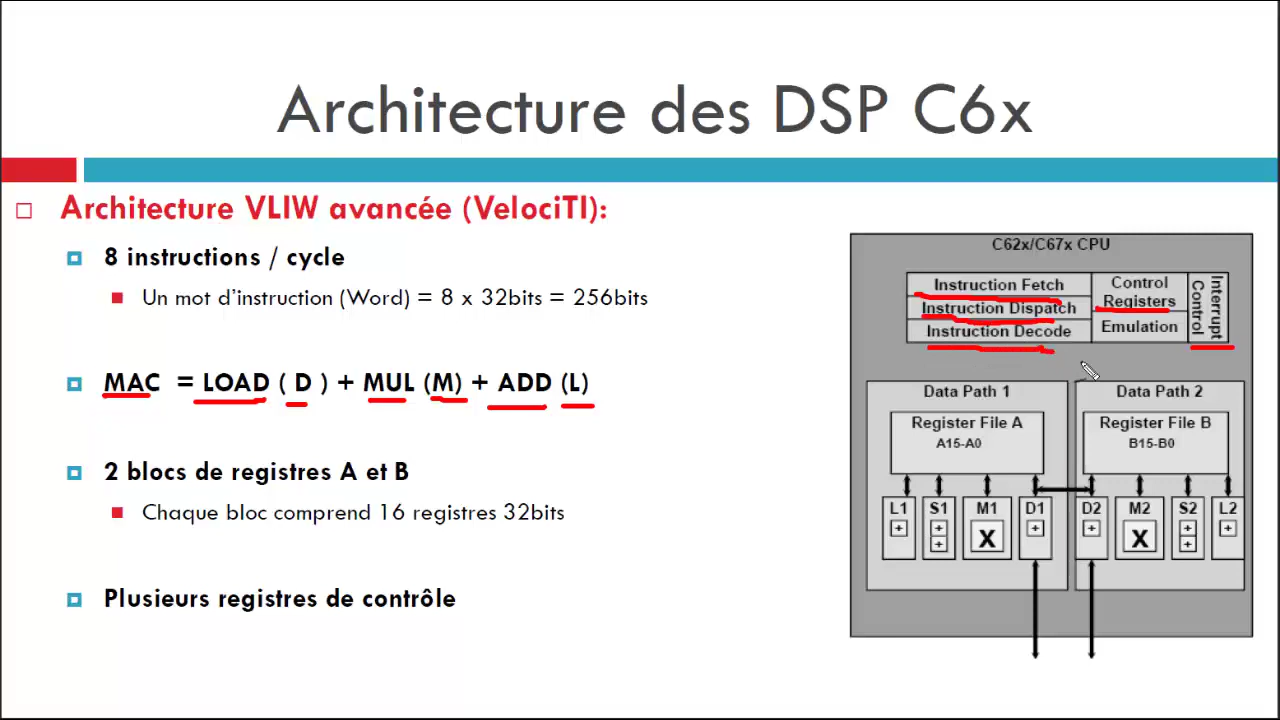 Architecture des DSP C6x
Architecture VLIW avancée (VelociTI):
8 instructions / cycle
Un mot d'instruction (Word) = 8 x 32bits = 256bits
MAC = LOAD ( D ) + MUL (M) + ADD (L)
2 blocs de registres A et B
Chaque bloc comprend 16 registres 32bits
Plusieurs registres de contrôle
C62x/C67x CPU
Instruction Fetch
Instruction Dispatch
Instruction Decode
Control
Registers
Emulation
Interrupt
Control
Data Path 1
Register File A
A15-A0
L1 S1 M1 D1
+ + X +
+
Data Path 2
Register File B
B15-B0
D2 M2 S2 L2
+ X + +
+